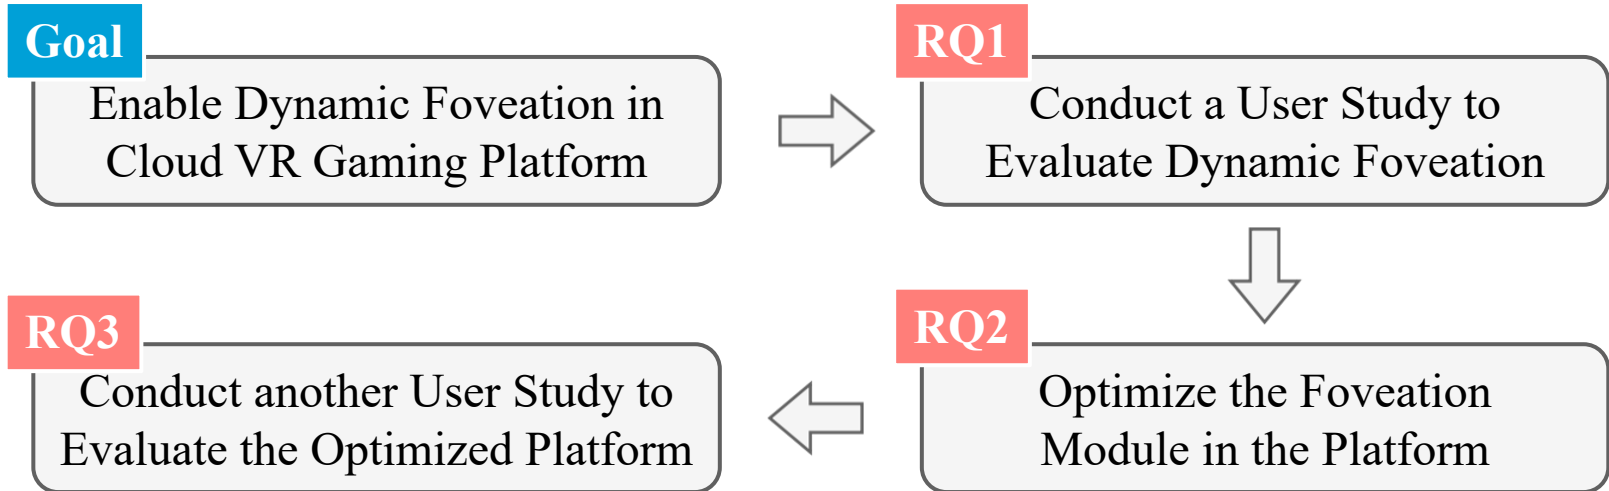 Goal
Enable Dynamic Foveation in
Cloud VR Gaming Platform
RQ1
Conduct a User Study to
Evaluate Dynamic Foveation
RQ2
Optimize the Foveation
Module in the Platform
RQ3
Conduct another User Study to
Evaluate the Optimized Platform